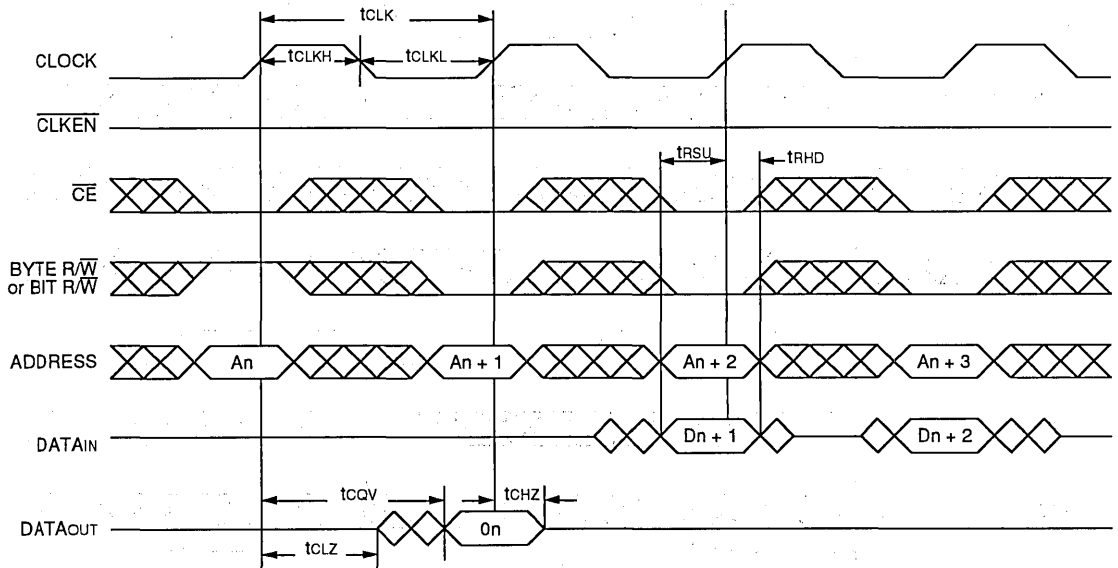 tCLK
CLOCK
tCLKH
tCLKL
CLKEN
tRSU
tRHD
CE
BYTE R/W
or BIT R/W
ADDRESS
An
An + 1
An + 2
An + 3
DATAIN
Dn + 1
Dn + 2
tCQV
tCHZ
DATAOUT
0n
tCLZ